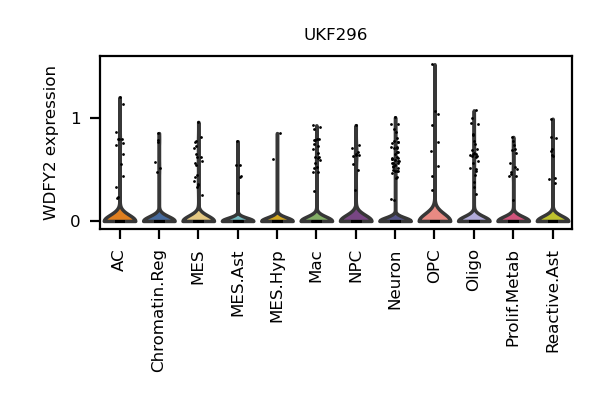 UKF296
WDFY2 expression
1
0
AC
Chromatin.Reg
MES
MES.Ast
MES.Hyp
Mac
NPC
Neuron
OPC
Oligo
Prolif.Metab
Reactive.Ast